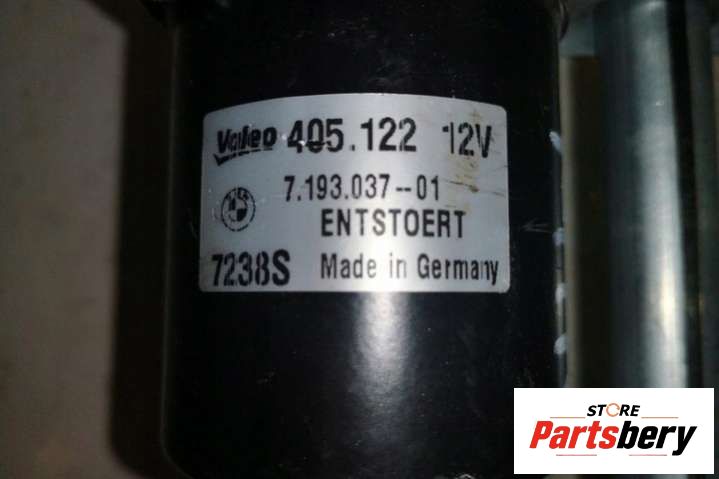 Valeo 405.122 12V
7.193.037--01
ENTSTOERT
7238S Made in Germany
STORE
Partsbery